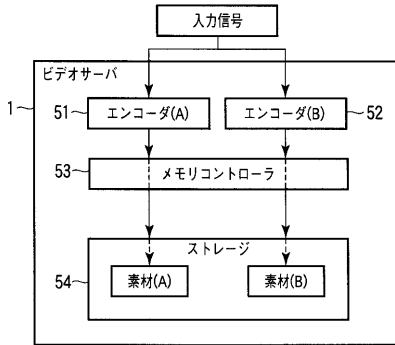 入力信号
ビデオサーバ
1
51
エンコーダ(A)
エンコーダ(B)
52
53
メモリコントローラ
ストレージ
54
素材(A)
素材(B)